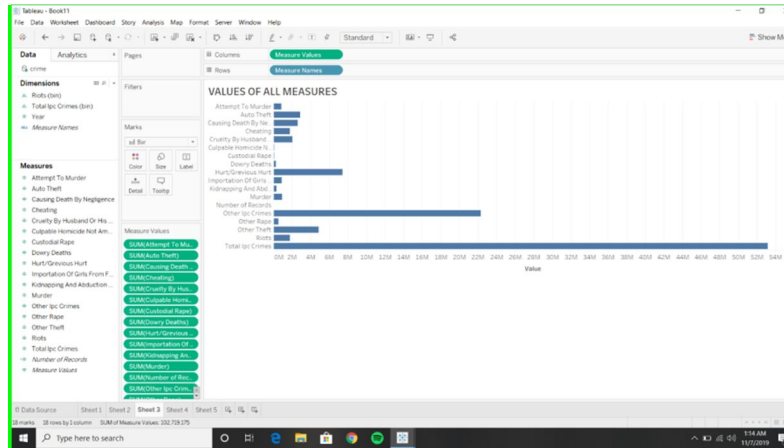 Tableau - Book11
File Data Worksheet Dashboard Story Analysis Map Format Server Window Help
Standard
Show Me
Data Analytics
crime
Dimensions
Riots (bin)
Total Ipc Crimes (bin)
Year
Measure Names
Measures
Attempt To Murder
Auto Theft
Causing Death By Negligence
Cheating
Cruelty By Husband Or His ...
Culpable Homicide Not Am...
Custodial Rape
Dowry Deaths
Hurt/Grevious Hurt
Importation Of Girls From F...
Kidnapping And Abduction ...
Murder
Other Ipc Crimes
Other Rape
Other Theft
Riots
Total Ipc Crimes
Number of Records
Measure Values
Pages
Filters
Marks
Bar
Color Size Label
Detail Tooltip
Measure Values
SUM(Attempt To Mu..
SUM(Auto Theft)
SUM(Causing Death ..
SUM(Cheating)
SUM(Cruelty By Hus..
SUM(Culpable Homi..
SUM(Custodial Rape)
SUM(Dowry Deaths)
SUM(Hurt/Grevious ..
SUM(Importation Of ..
SUM(Kidnapping An..
SUM(Murder)
SUM(Number of Rec..
SUM(Other Ipc Crim..
Columns Measure Values
Rows Measure Names
VALUES OF ALL MEASURES
Attempt To Murder
Auto Theft
Causing Death By Ne..
Cheating
Cruelty By Husband ..
Culpable Homicide N..
Custodial Rape
Dowry Deaths
Hurt/Grevious Hurt
Importation Of Girls..
Kidnapping And Abd..
Murder
Number of Records
Other Ipc Crimes
Other Rape
Other Theft
Riots
Total Ipc Crimes
0M 2M 4M 6M 8M 10M 12M 14M 16M 18M 20M 22M 24M 26M 28M 30M 32M 34M 36M 38M 40M 42M 44M 46M 48M 50M 52M 54M
Value
Data Source Sheet 1 Sheet 2 Sheet 3 Sheet 4 Sheet 5
18 marks 18 rows by 1 column SUM of Measure Values: 102,719,175
Type here to search
1:14 AM
11/7/2019